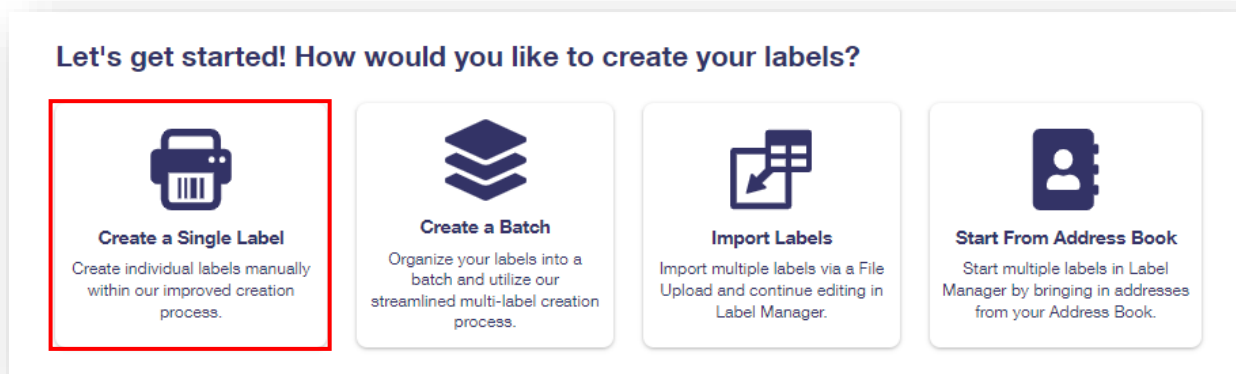 Let's get started! How would you like to create your labels?
Create a Single Label
Create individual labels manually
within our improved creation
process.
Create a Batch
Organize your labels into a
batch and utilize our
streamlined multi-label creation
process.
Import Labels
Import multiple labels via a File
Upload and continue editing in
Label Manager.
Start From Address Book
Start multiple labels in Label
Manager by bringing in addresses
from your Address Book.